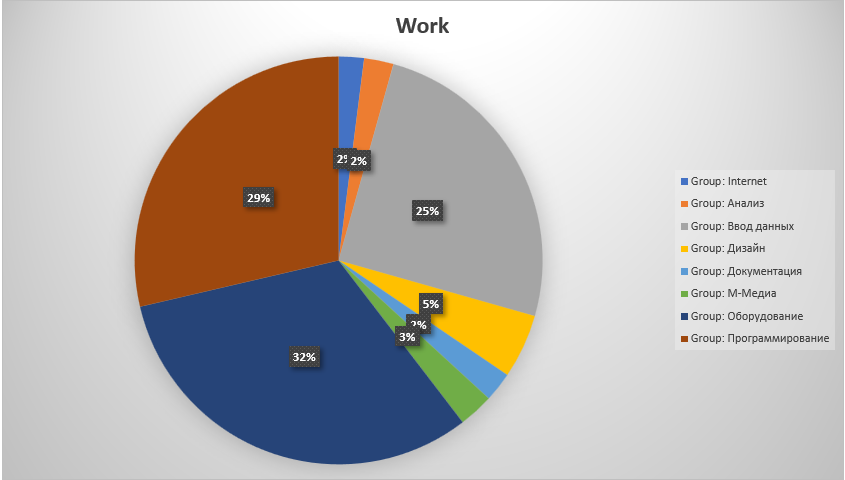 Work
2%
2%
29%
25%
5%
2%
3%
32%
Group: Internet
Group: Анализ
Group: Ввод данных
Group: Дизайн
Group: Документация
Group: М-Медиа
Group: Оборудование
Group: Программирование